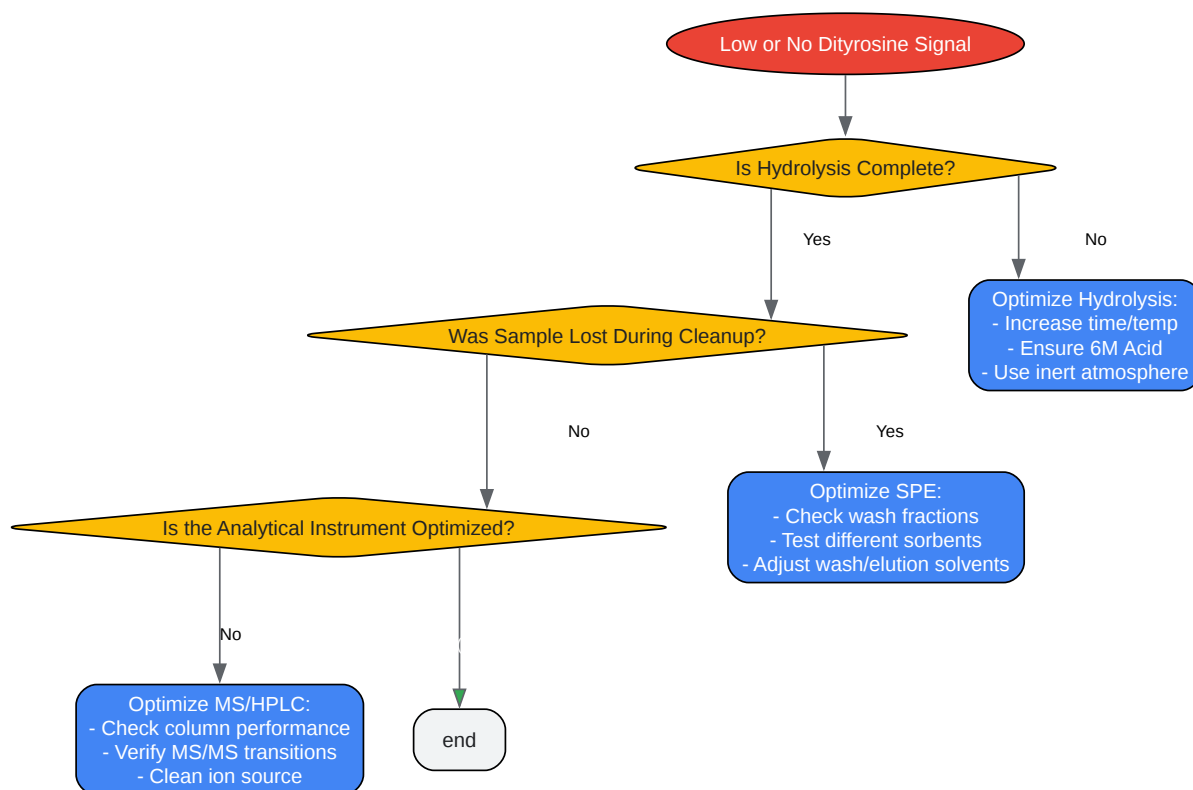 Low or No Dityrosine Signal
Is Hydrolysis Complete?
Yes
No
Optimize Hydrolysis:
- Increase time/temp
- Ensure 6M Acid
- Use inert atmosphere
Was Sample Lost During Cleanup?
No
Yes
Optimize SPE:
- Check wash fractions
- Test different sorbents
- Adjust wash/elution solvents
Is the Analytical Instrument Optimized?
No
Optimize MS/HPLC:
- Check column performance
- Verify MS/MS transitions
- Clean ion source
end